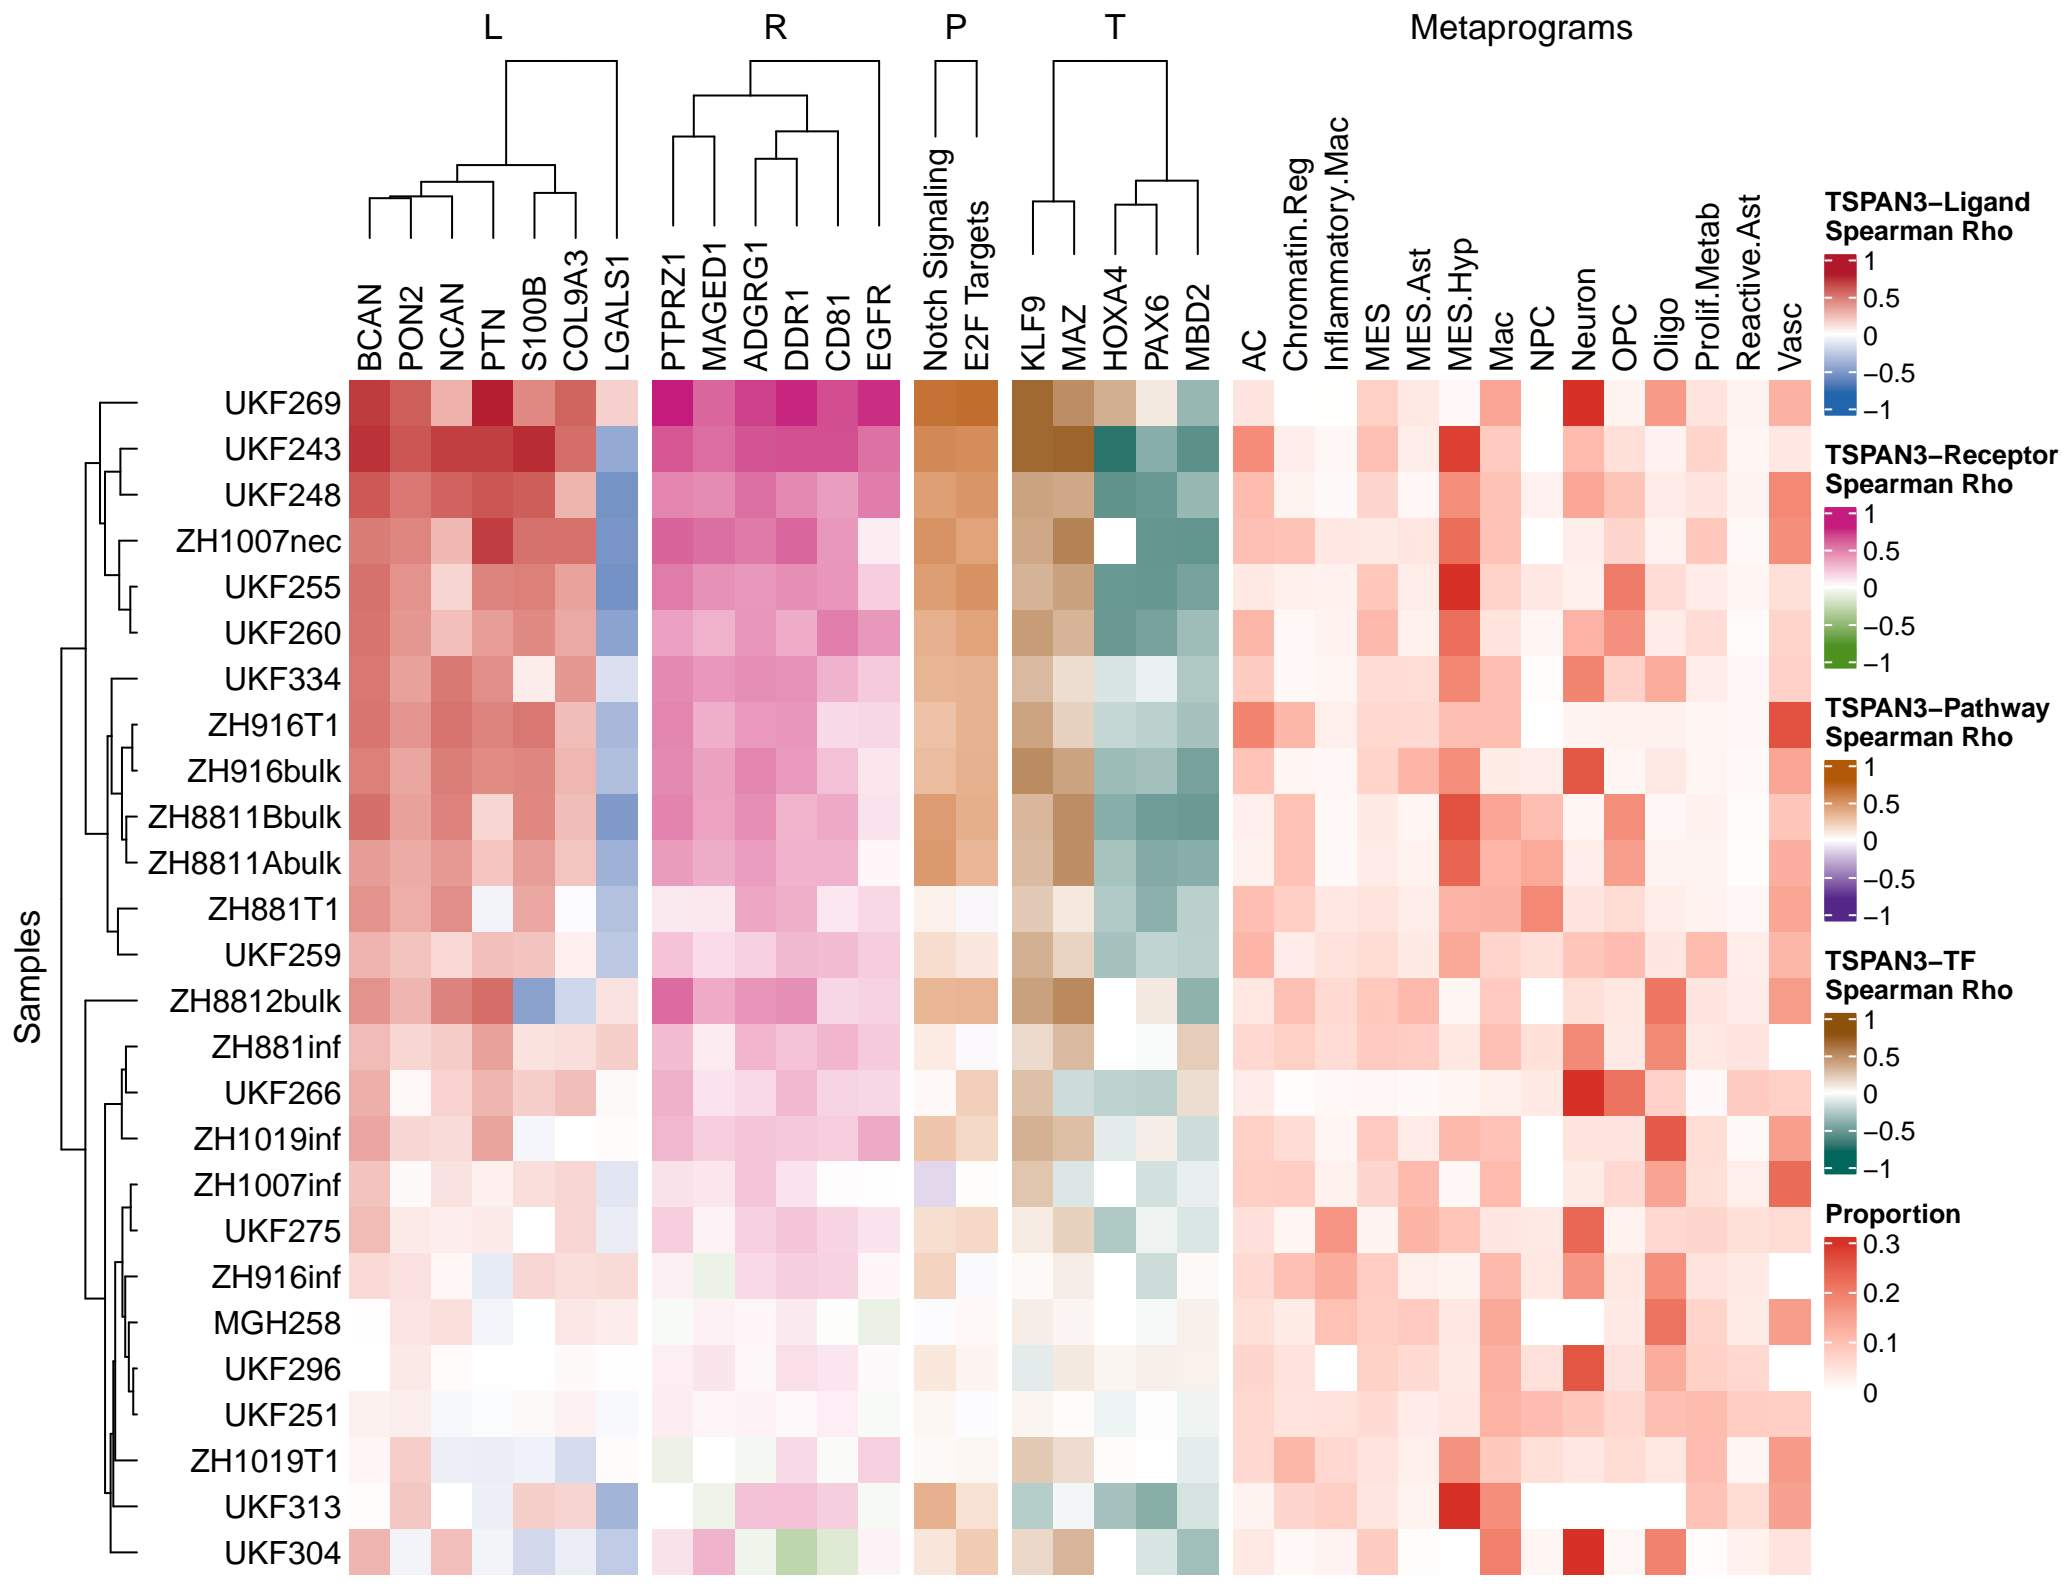 L R P T Metaprograms
BCAN PON2 NCAN PTN S100B COL9A3 LGALS1
PTPRZ1 MAGED1 ADGRG1 DDR1 CD81 EGFR
Notch Signaling E2F Targets
KLF9 MAZ HOXA4 PAX6 MBD2
AC Chromatin.Reg Inflammatory.Mac MES MES.Ast MES.Hyp Mac NPC Neuron OPC Oligo Prolif.Metab Reactive.Ast Vasc
Samples
UKF269
UKF243
UKF248
ZH1007nec
UKF255
UKF260
UKF334
ZH916T1
ZH916bulk
ZH8811Bbulk
ZH8811Abulk
ZH881T1
UKF259
ZH8812bulk
ZH881inf
UKF266
ZH1019inf
ZH1007inf
UKF275
ZH916inf
MGH258
UKF296
UKF251
ZH1019T1
UKF313
UKF304
TSPAN3−Ligand
Spearman Rho
1
0.5
0
−0.5
−1
TSPAN3−Receptor
Spearman Rho
1
0.5
0
−0.5
−1
TSPAN3−Pathway
Spearman Rho
1
0.5
0
−0.5
−1
TSPAN3−TF
Spearman Rho
1
0.5
0
−0.5
−1
Proportion
0.3
0.2
0.1
0